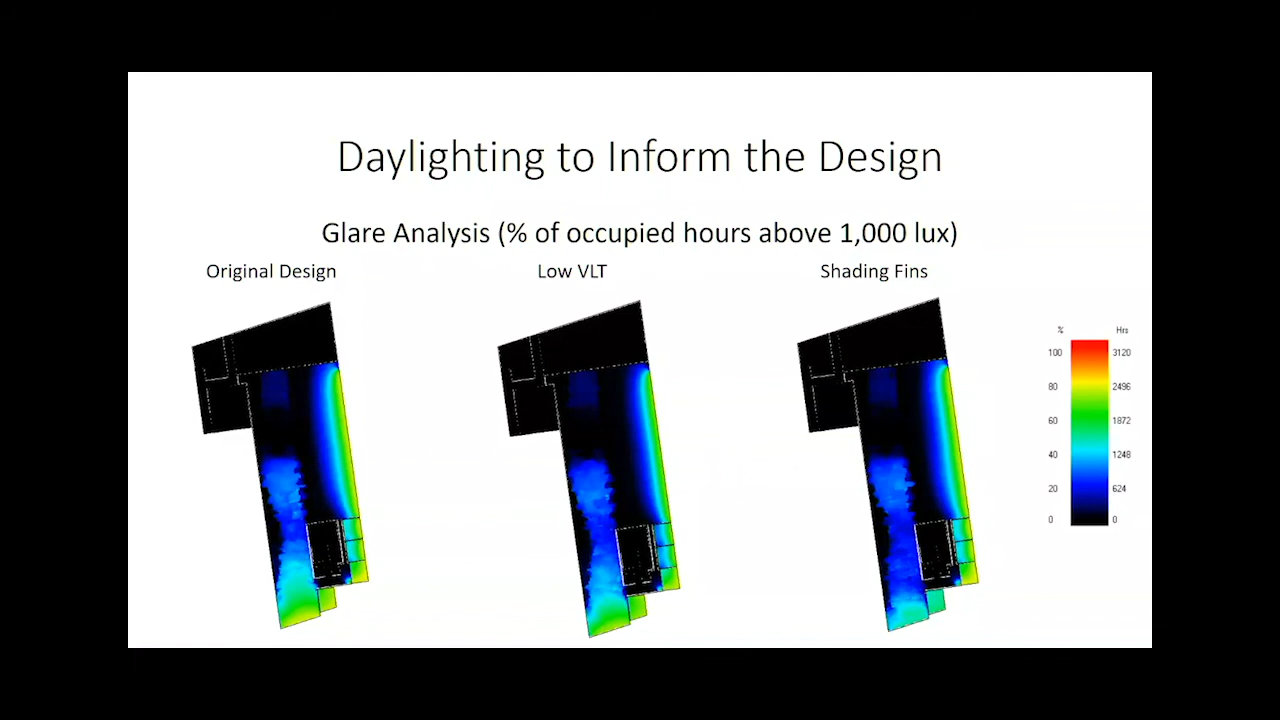 Daylighting to Inform the Design
Glare Analysis (% of occupied hours above 1,000 lux)
Original Design
Low VLT
Shading Fins
% Hrs
100 3120
80 2496
60 1872
40 1248
20 624
0 0